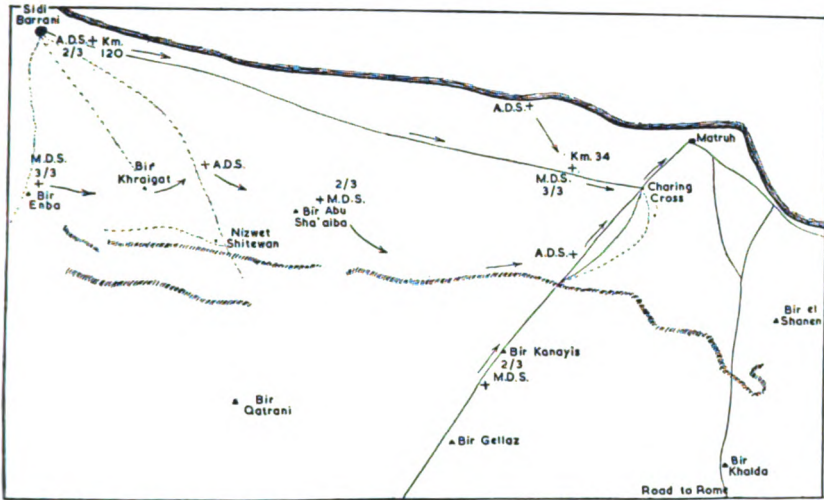 Sidi
Barrani
A.D.S. + Km.
2/3 120
A.D.S. +
Matruh
Km. 34
+
M.D.S.
3/3
Charing
Cross
M.D.S.
3/3
+
Bir
Enba
Bir
Khraigat
+ A.D.S.
2/3
+ M.D.S.
Bir Abu
Sha'aiba
Nizwet
Shitewan
A.D.S. +
Bir el
Shanen
Bir Kanayis
2/3
M.D.S.
+
Bir
Qatrani
Bir Gellaz
Bir
Khalda
Road to Rome